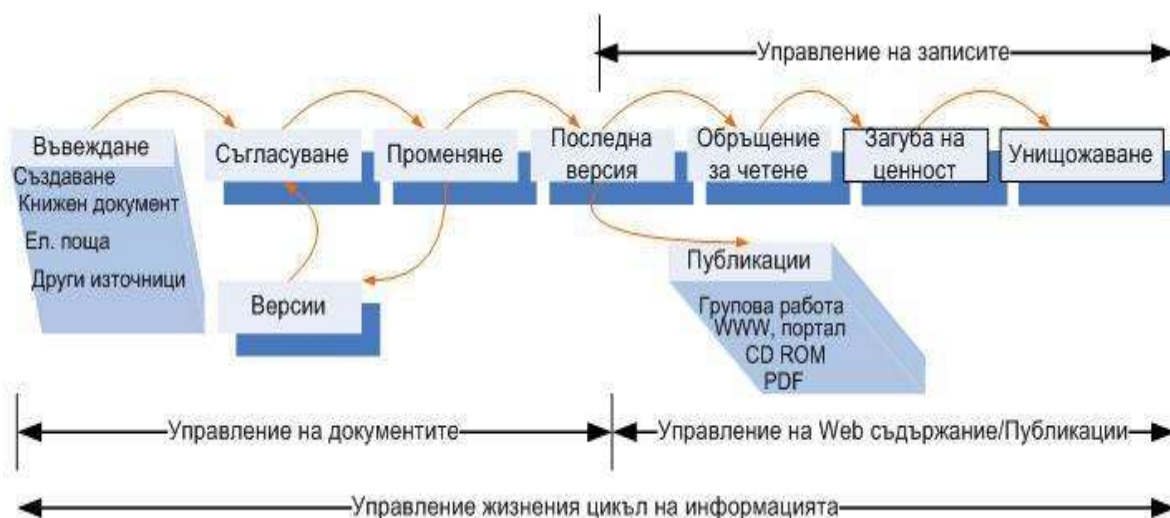 Управление на записите
Въвеждане
Създаване
Книжен документ
Ел. поща
Други източници
Съгласуване
Променяне
Последна
версия
Обръщение
за четене
Загуба на
ценност
Унищожаване
Версии
Публикации
Групова работа
WWW, портал
CD ROM
PDF
Управление на документите
Управление на Web съдържание/Публикации
Управление жизнения цикъл на информацията